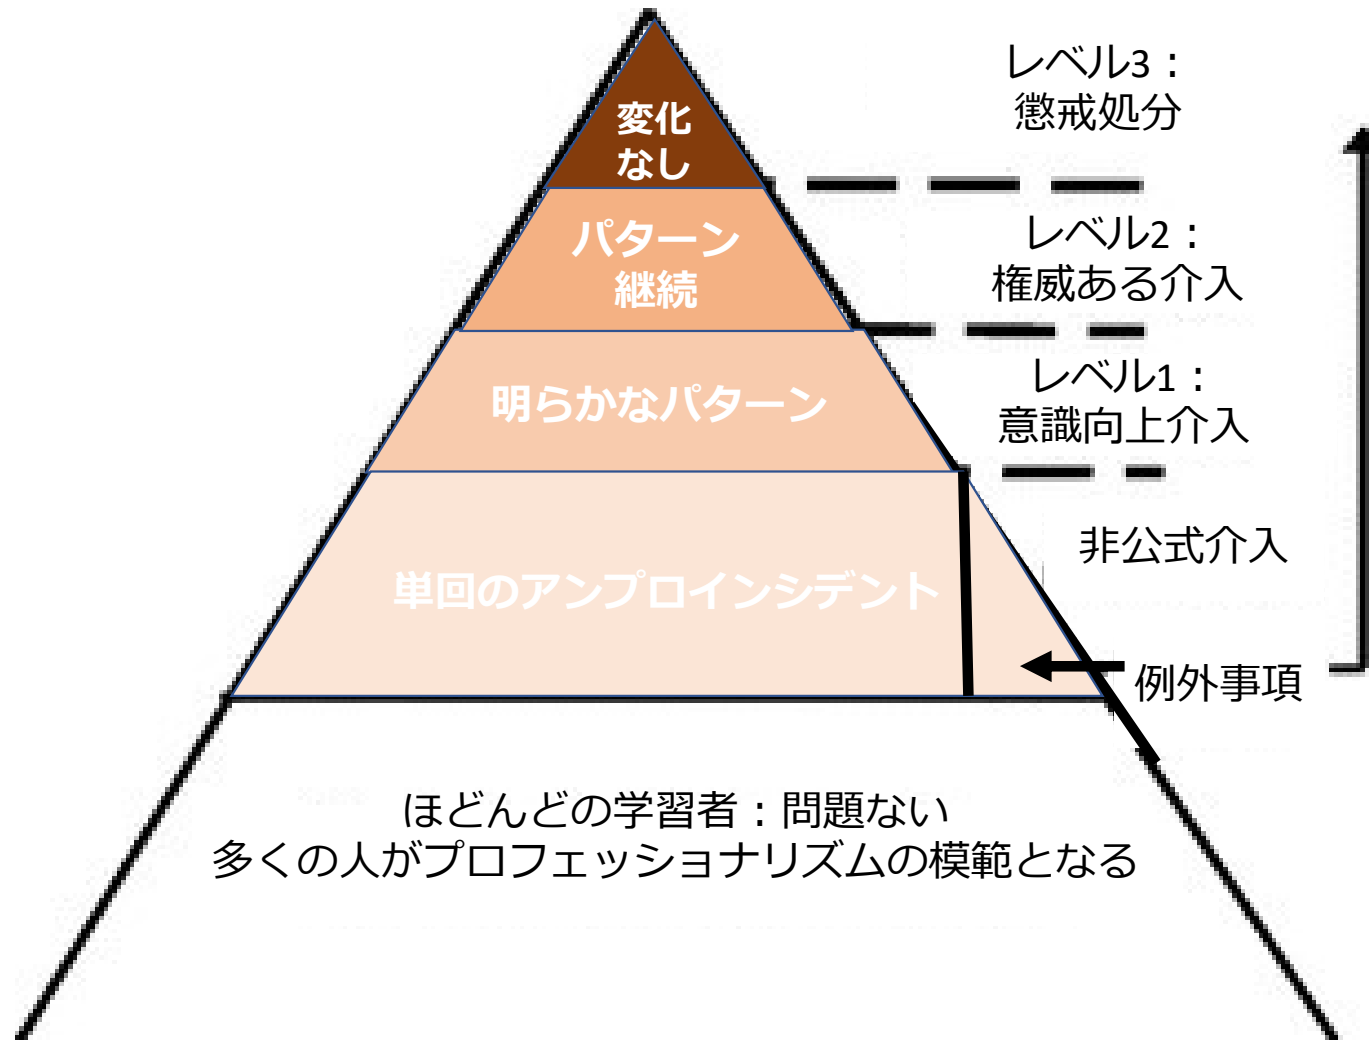 レベル3：
懲戒処分
変化
なし
レベル2：
権威ある介入
パターン
継続
レベル1：
意識向上介入
明らかなパターン
非公式介入
単回のアンプロインシデント
例外事項
ほどんどの学習者：問題ない
多くの人がプロフェッショナリズムの模範となる